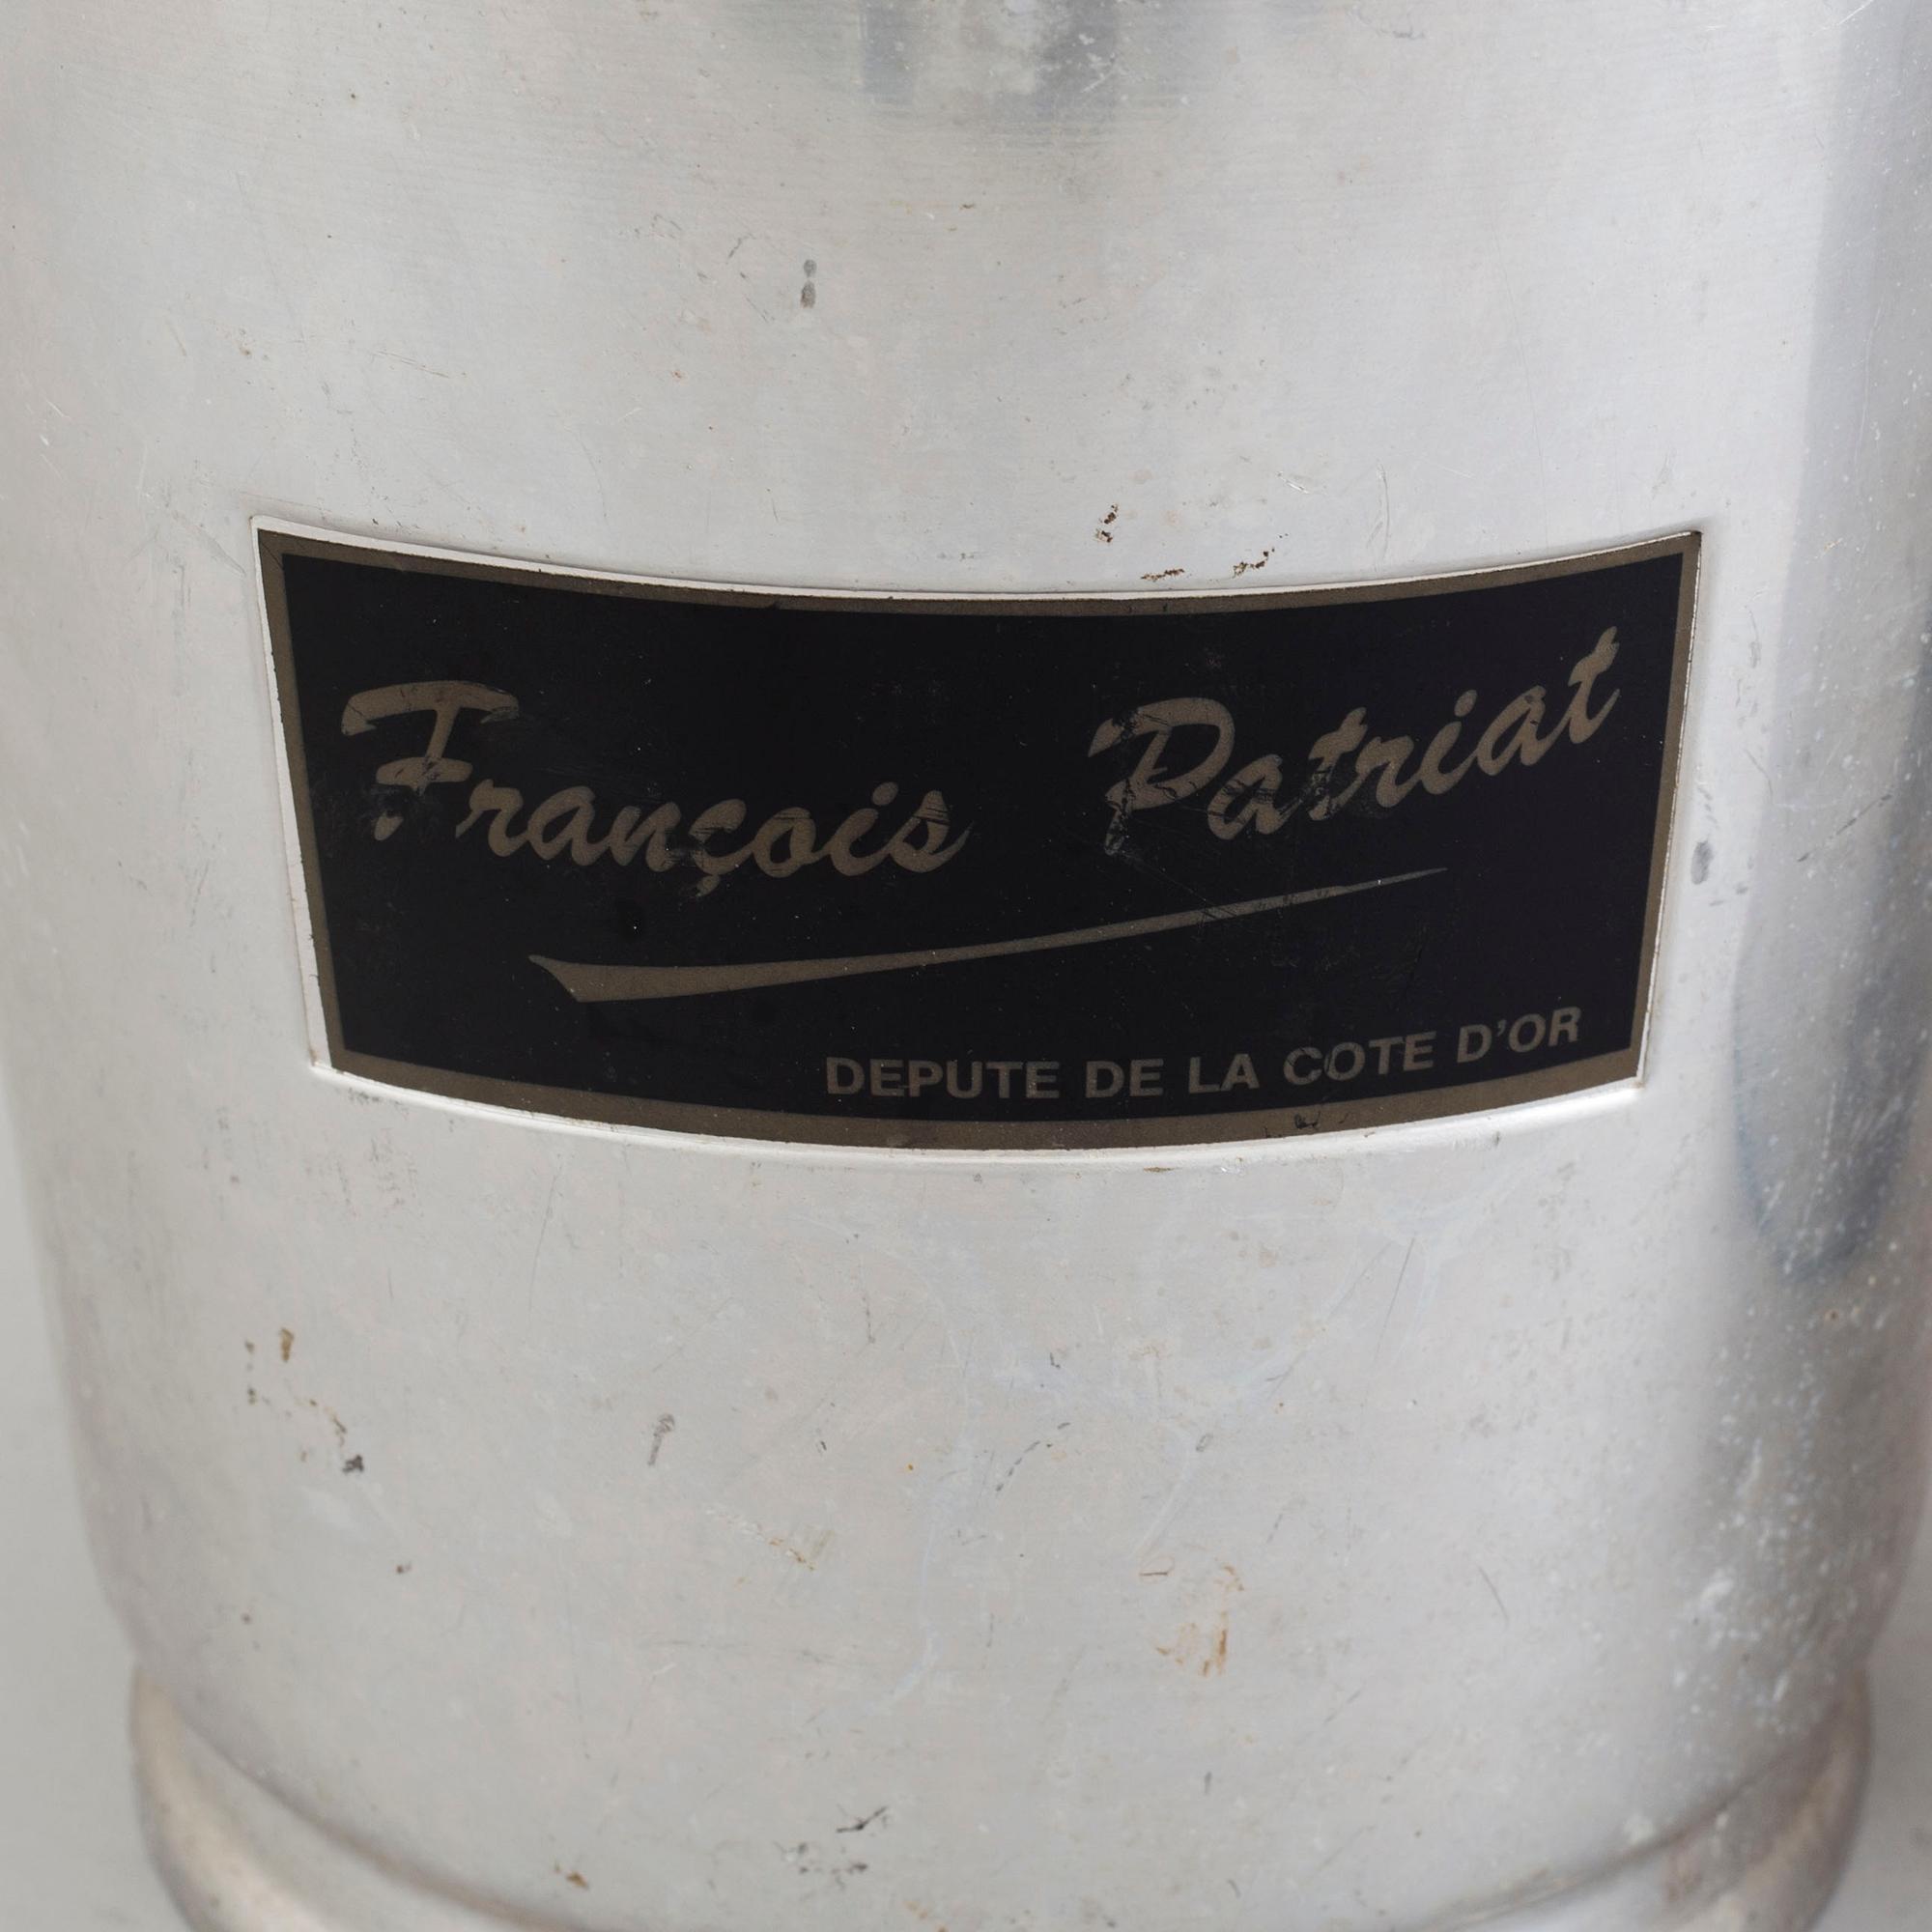 François Patriat
DEPUTE DE LA COTE D'OR